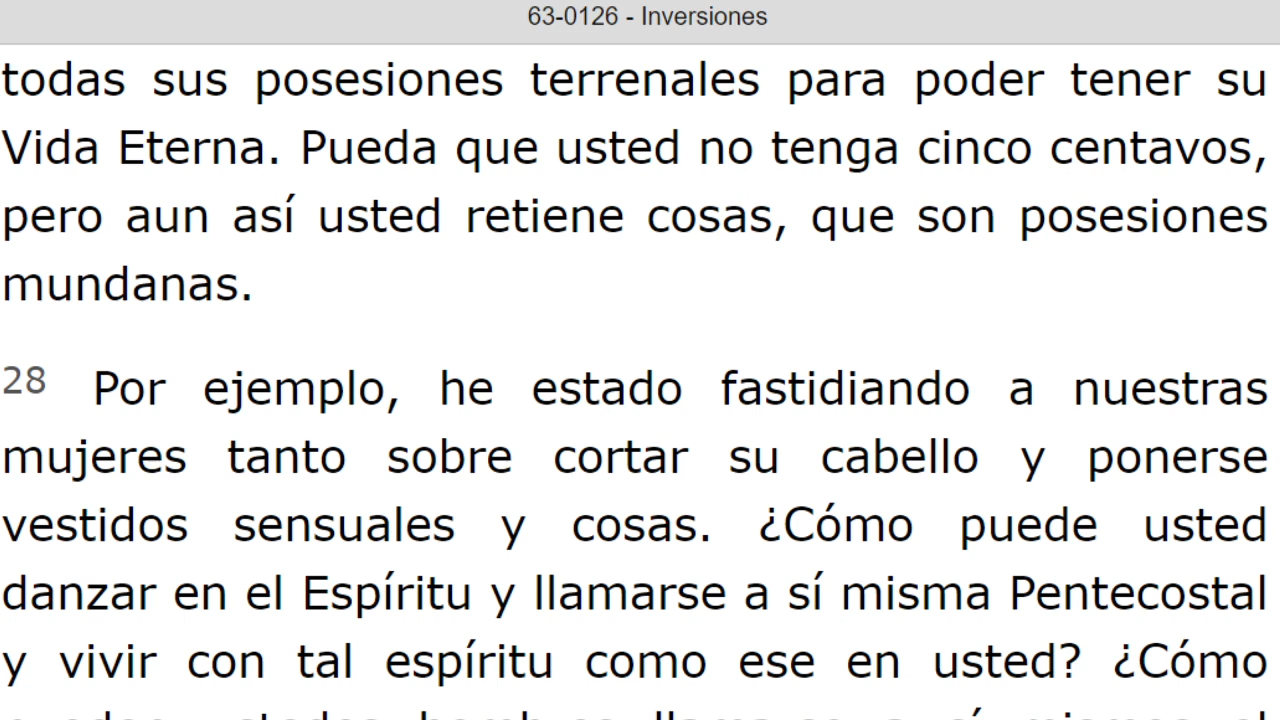 63-0126 - Inversiones
todas sus posesiones terrenales para poder tener su
Vida Eterna. Pueda que usted no tenga cinco centavos,
pero aun así usted retiene cosas, que son posesiones
mundanas.
28 Por ejemplo, he estado fastidiando a nuestras
mujeres tanto sobre cortar su cabello y ponerse
vestidos sensuales y cosas. ¿Cómo puede usted
danzar en el Espíritu y llamarse a sí misma Pentecostal
y vivir con tal espíritu como ese en usted? ¿Cómo